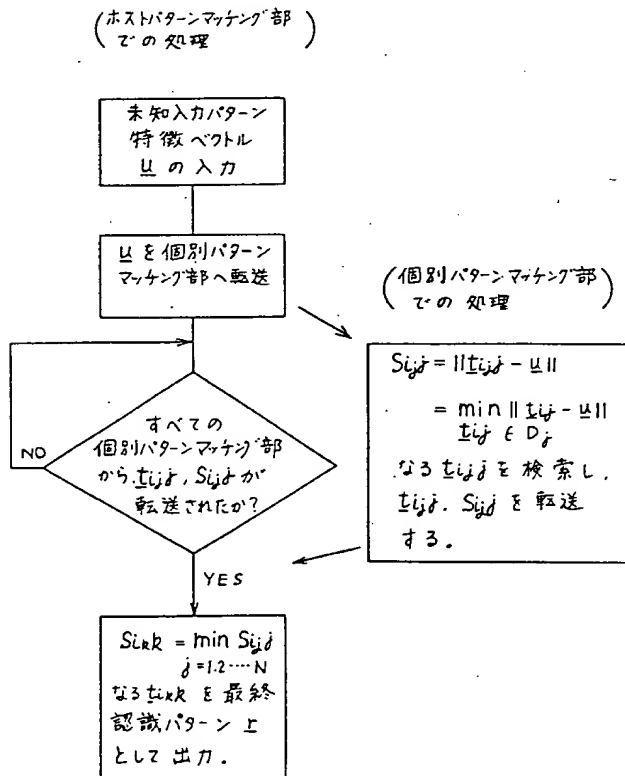 (ホストパターンマッチング部
での処理)
未知入力パターン
特徴ベクトル
u の入力
u を個別パターン
マッチング部へ転送
(個別パターンマッチング部
での処理)
Sijj = ||tijj - u||
= min || tij - u ||
tij ∈ Dj
なる tijj を検索し,
tijj, Sijj を転送
する。
すべての
個別パターンマッチング部
から, tijj, Sijj が
転送されたか?
NO
YES
Sikk = min Sijj
j=1.2……N
なる tikk を最終
認識パターン r
として出力.